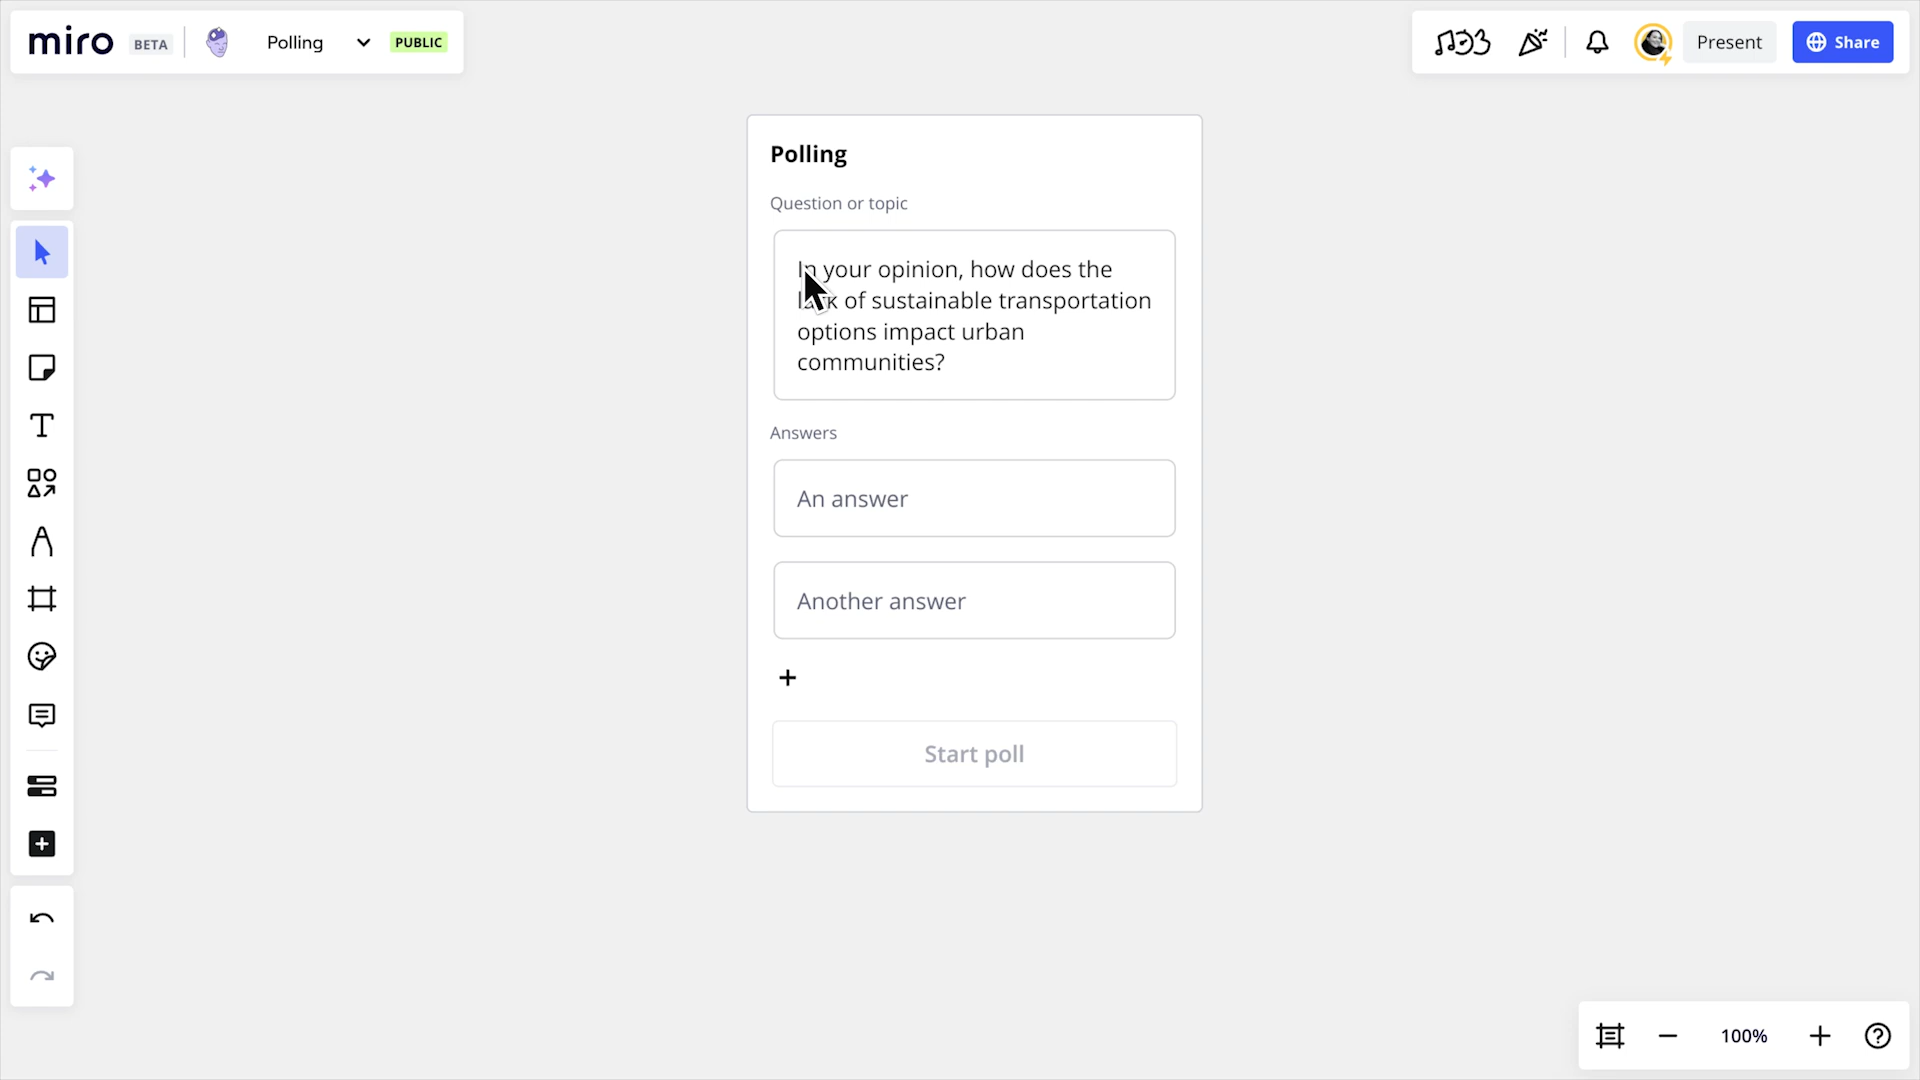 miro BETA Polling PUBLIC
Present Share
Polling
Question or topic
In your opinion, how does the
lack of sustainable transportation
options impact urban
communities?
Answers
An answer
Another answer
+
Start poll
100%